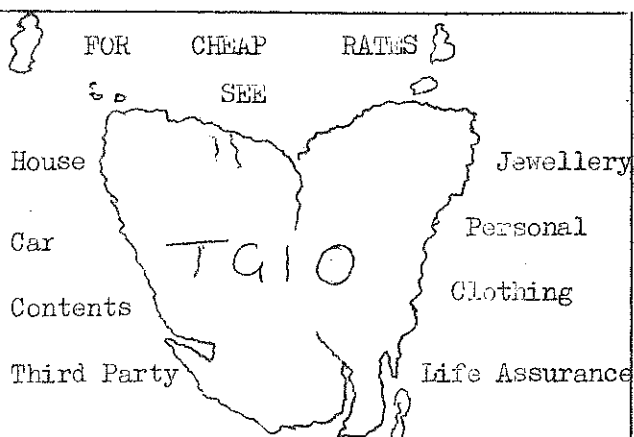 FOR CHEAP RATES
SEE
House
Jewellery
Car
Personal
TGIO
Contents
Clothing
Third Party
Life Assurance